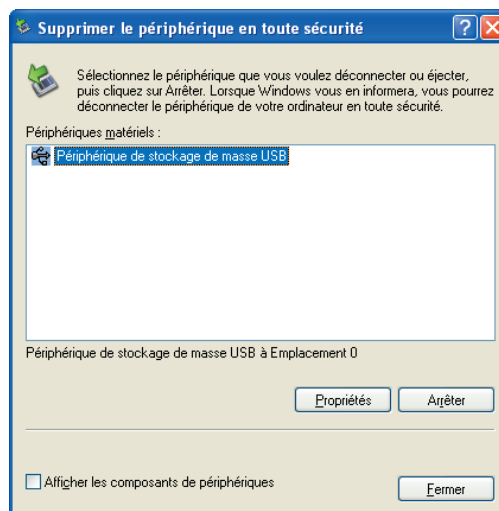 Supprimer le périphérique en toute sécurité
Sélectionnez le périphérique que vous voulez déconnecter ou éjecter,
puis cliquez sur Arrêter. Lorsque Windows vous en informera, vous pourrez
déconnecter le périphérique de votre ordinateur en toute sécurité.
Périphériques matériels :
Périphérique de stockage de masse USB
Périphérique de stockage de masse USB à Emplacement 0
Propriétés
Arrêter
Afficher les composants de périphériques
Fermer